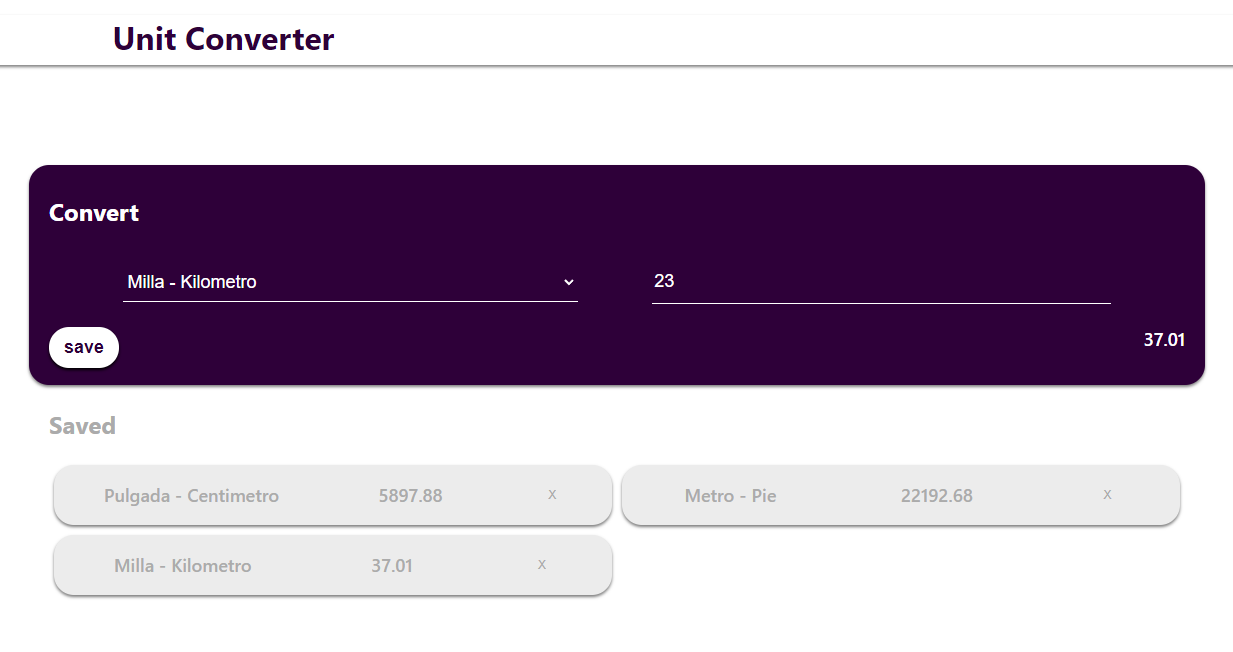 Unit Converter
Convert
Milla - Kilometro 23
save 37.01
Saved
Pulgada - Centimetro 5897.88 x Metro - Pie 22192.68 x
Milla - Kilometro 37.01 x